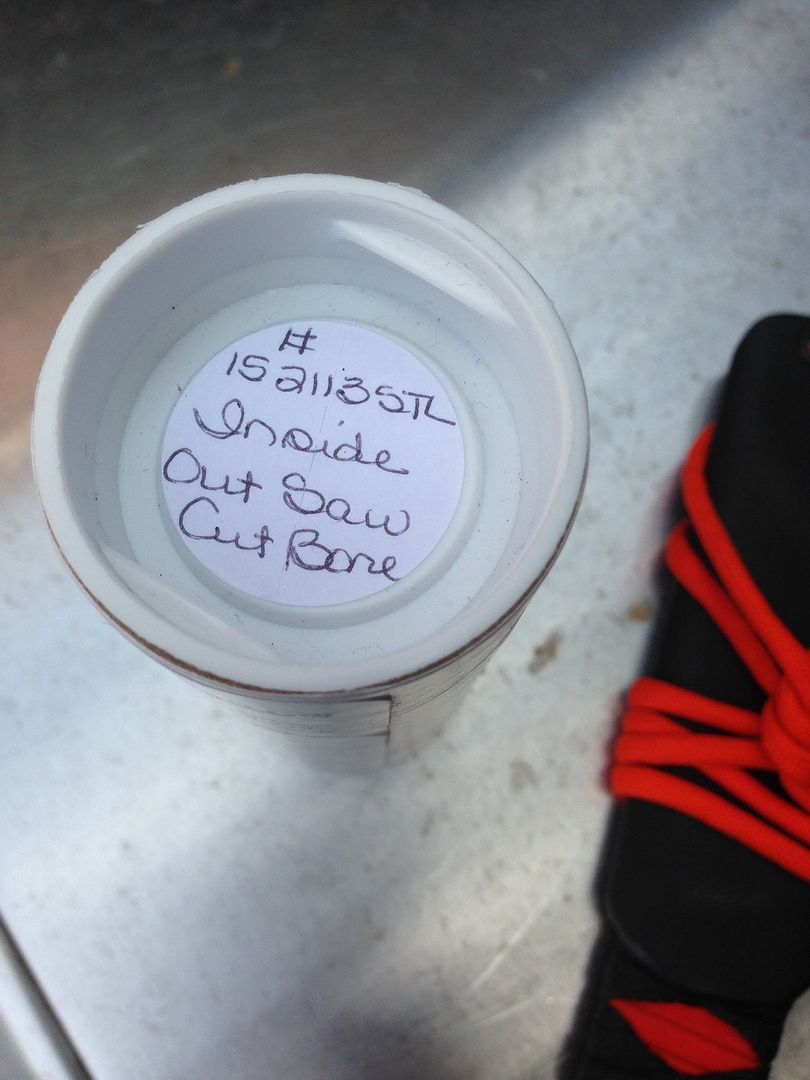 #
152113STL
Inside
Out Saw
Cut Bone